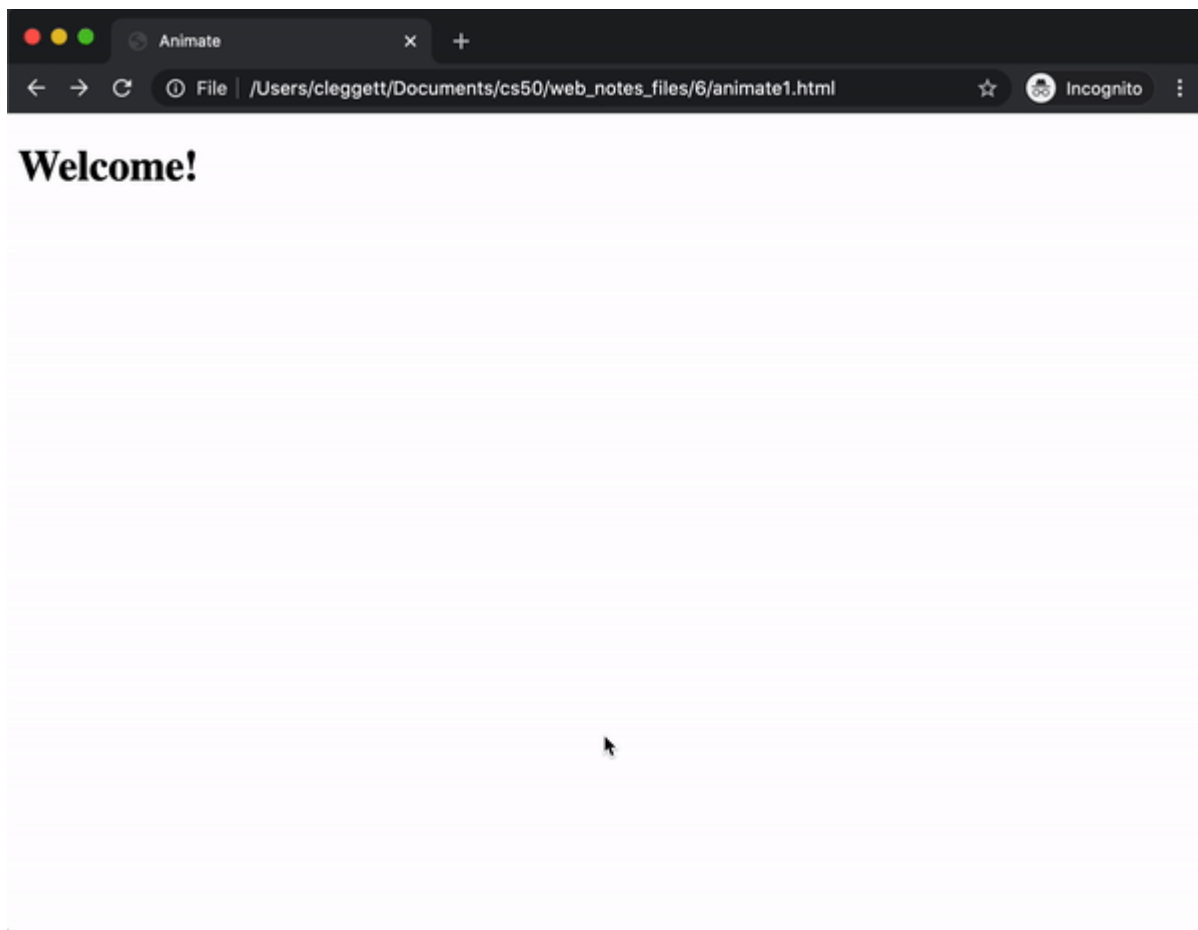 Animate
File /Users/cleggett/Documents/cs50/web_notes_files/6/animate1.html Incognito
Welcome!